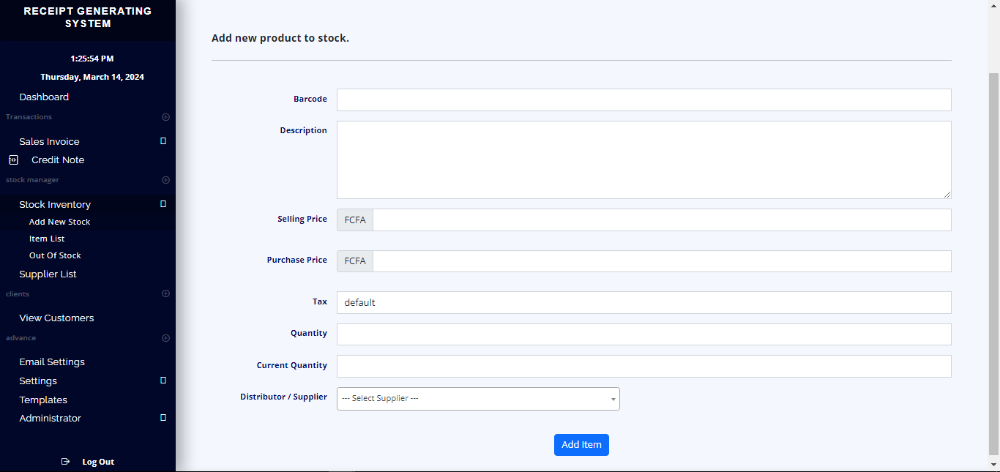 RECEIPT GENERATING
SYSTEM
1:25:54 PM
Thursday, March 14, 2024
Dashboard
Transactions
Sales Invoice
Credit Note
stock manager
Stock Inventory
Add New Stock
Item List
Out Of Stock
Supplier List
clients
View Customers
advance
Email Settings
Settings
Templates
Administrator
Log Out
Add new product to stock.
Barcode
Description
Selling Price FCFA
Purchase Price FCFA
Tax default
Quantity
Current Quantity
Distributor / Supplier --- Select Supplier ---
Add Item